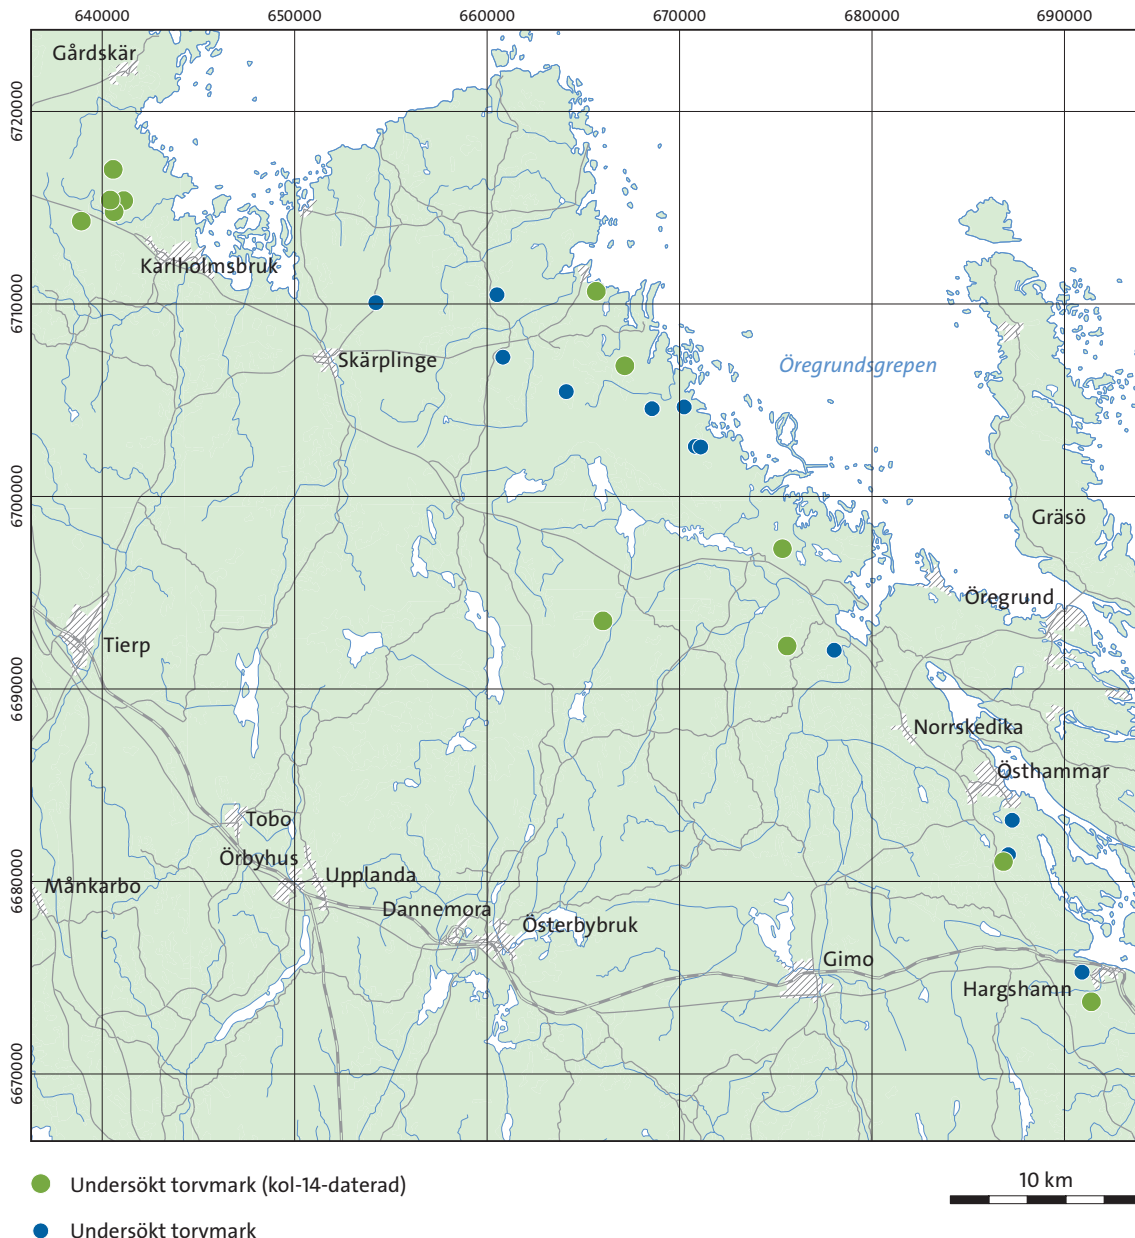 640000 650000 660000 670000 680000 690000
6720000
6710000
6700000
6690000
6680000
6670000
Gårdskär
Karlholmsbruk
Skärplinge
Öregrundsgrepen
Gräsö
Öregrund
Tierp
Norrskedika
Östhammar
Tobo
Örbyhus
Upplanda
Månkarbo
Dannemora
Österbybruk
Gimo
Hargshamn
Undersökt torvmark (kol-14-daterad)
10 km
Undersökt torvmark